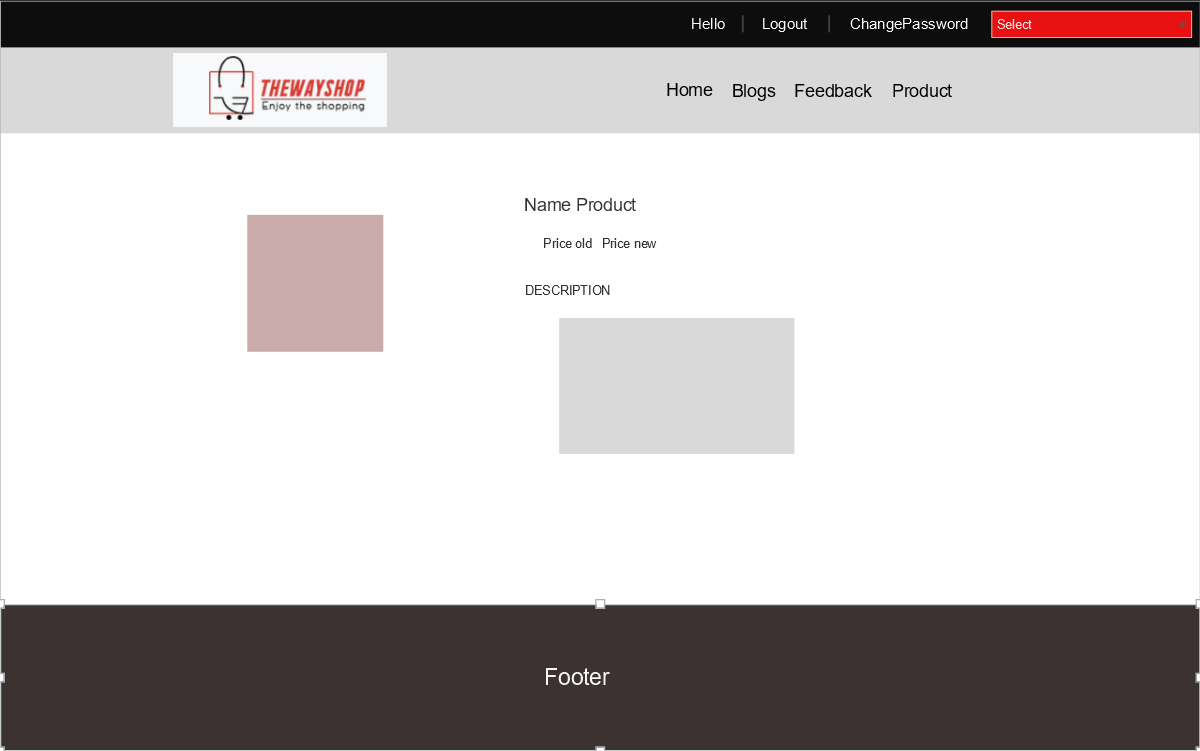 Hello | Logout | ChangePassword Select
THEWAYSHOP
Enjoy the shopping
Home Blogs Feedback Product
Name Product
Price old Price new
DESCRIPTION
Footer